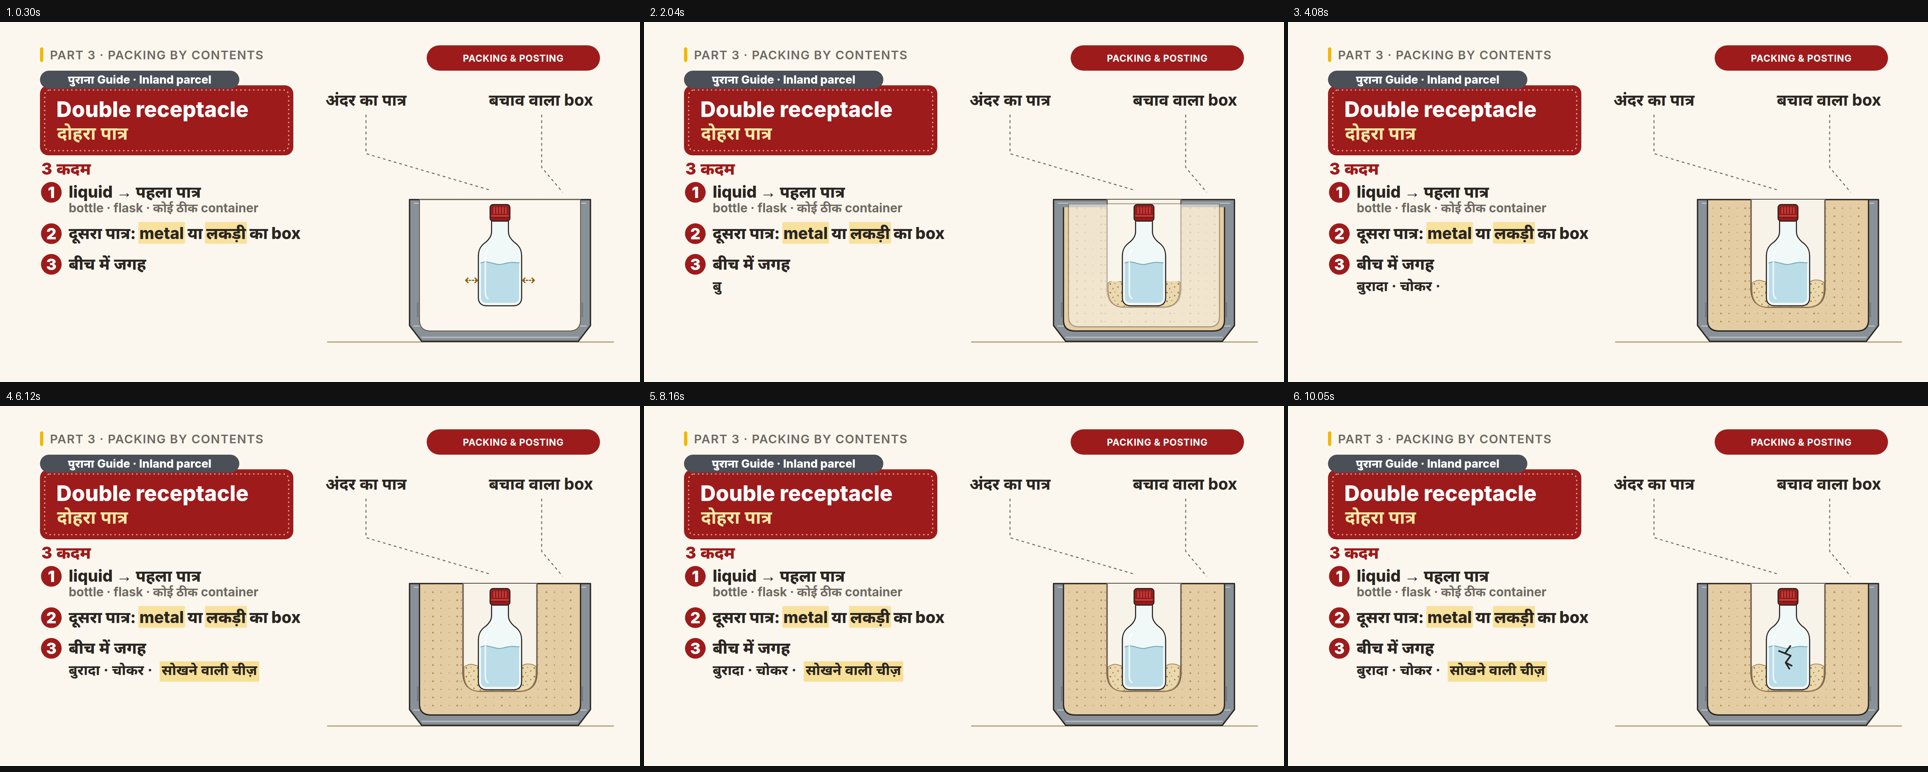 1. 0.30s
PART 3 · PACKING BY CONTENTS
PACKING & POSTING
पुराना Guide · Inland parcel
Double receptacle
दोहरा पात्र
अंदर का पात्र
बचाव वाला box
3 कदम
1 liquid → पहला पात्र
bottle · flask · कोई ठीक container
2 दूसरा पात्र: metal या लकड़ी का box
3 बीच में जगह
2. 2.04s
PART 3 · PACKING BY CONTENTS
PACKING & POSTING
पुराना Guide · Inland parcel
Double receptacle
दोहरा पात्र
अंदर का पात्र
बचाव वाला box
3 कदम
1 liquid → पहला पात्र
bottle · flask · कोई ठीक container
2 दूसरा पात्र: metal या लकड़ी का box
3 बीच में जगह
बु
3. 4.08s
PART 3 · PACKING BY CONTENTS
PACKING & POSTING
पुराना Guide · Inland parcel
Double receptacle
दोहरा पात्र
अंदर का पात्र
बचाव वाला box
3 कदम
1 liquid → पहला पात्र
bottle · flask · कोई ठीक container
2 दूसरा पात्र: metal या लकड़ी का box
3 बीच में जगह
बुरादा · चोकर ·
4. 6.12s
PART 3 · PACKING BY CONTENTS
PACKING & POSTING
पुराना Guide · Inland parcel
Double receptacle
दोहरा पात्र
अंदर का पात्र
बचाव वाला box
3 कदम
1 liquid → पहला पात्र
bottle · flask · कोई ठीक container
2 दूसरा पात्र: metal या लकड़ी का box
3 बीच में जगह
बुरादा · चोकर · सोखने वाली चीज़
5. 8.16s
PART 3 · PACKING BY CONTENTS
PACKING & POSTING
पुराना Guide · Inland parcel
Double receptacle
दोहरा पात्र
अंदर का पात्र
बचाव वाला box
3 कदम
1 liquid → पहला पात्र
bottle · flask · कोई ठीक container
2 दूसरा पात्र: metal या लकड़ी का box
3 बीच में जगह
बुरादा · चोकर · सोखने वाली चीज़
6. 10.05s
PART 3 · PACKING BY CONTENTS
PACKING & POSTING
पुराना Guide · Inland parcel
Double receptacle
दोहरा पात्र
अंदर का पात्र
बचाव वाला box
3 कदम
1 liquid → पहला पात्र
bottle · flask · कोई ठीक container
2 दूसरा पात्र: metal या लकड़ी का box
3 बीच में जगह
बुरादा · चोकर · सोखने वाली चीज़